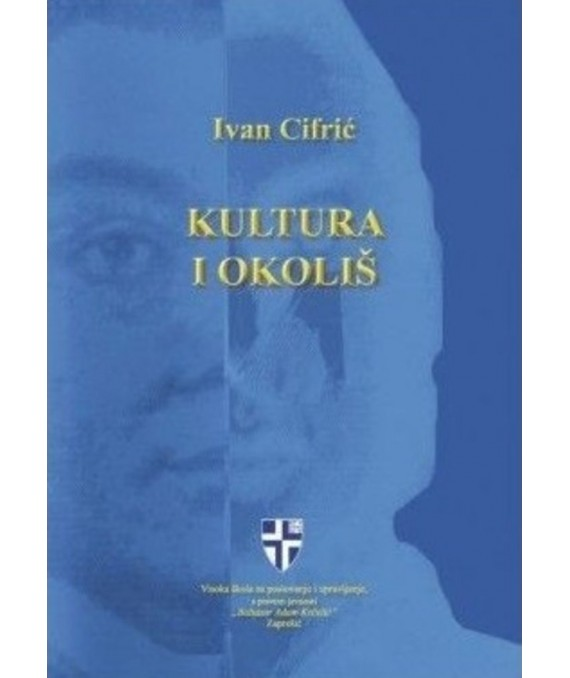 Ivan Cifrić
KULTURA
I OKOLIŠ
Visoka škola za poslovanje i upravljanje,
s pravom javnosti
„Baltazar Adam Krčelić”
Zaprešić